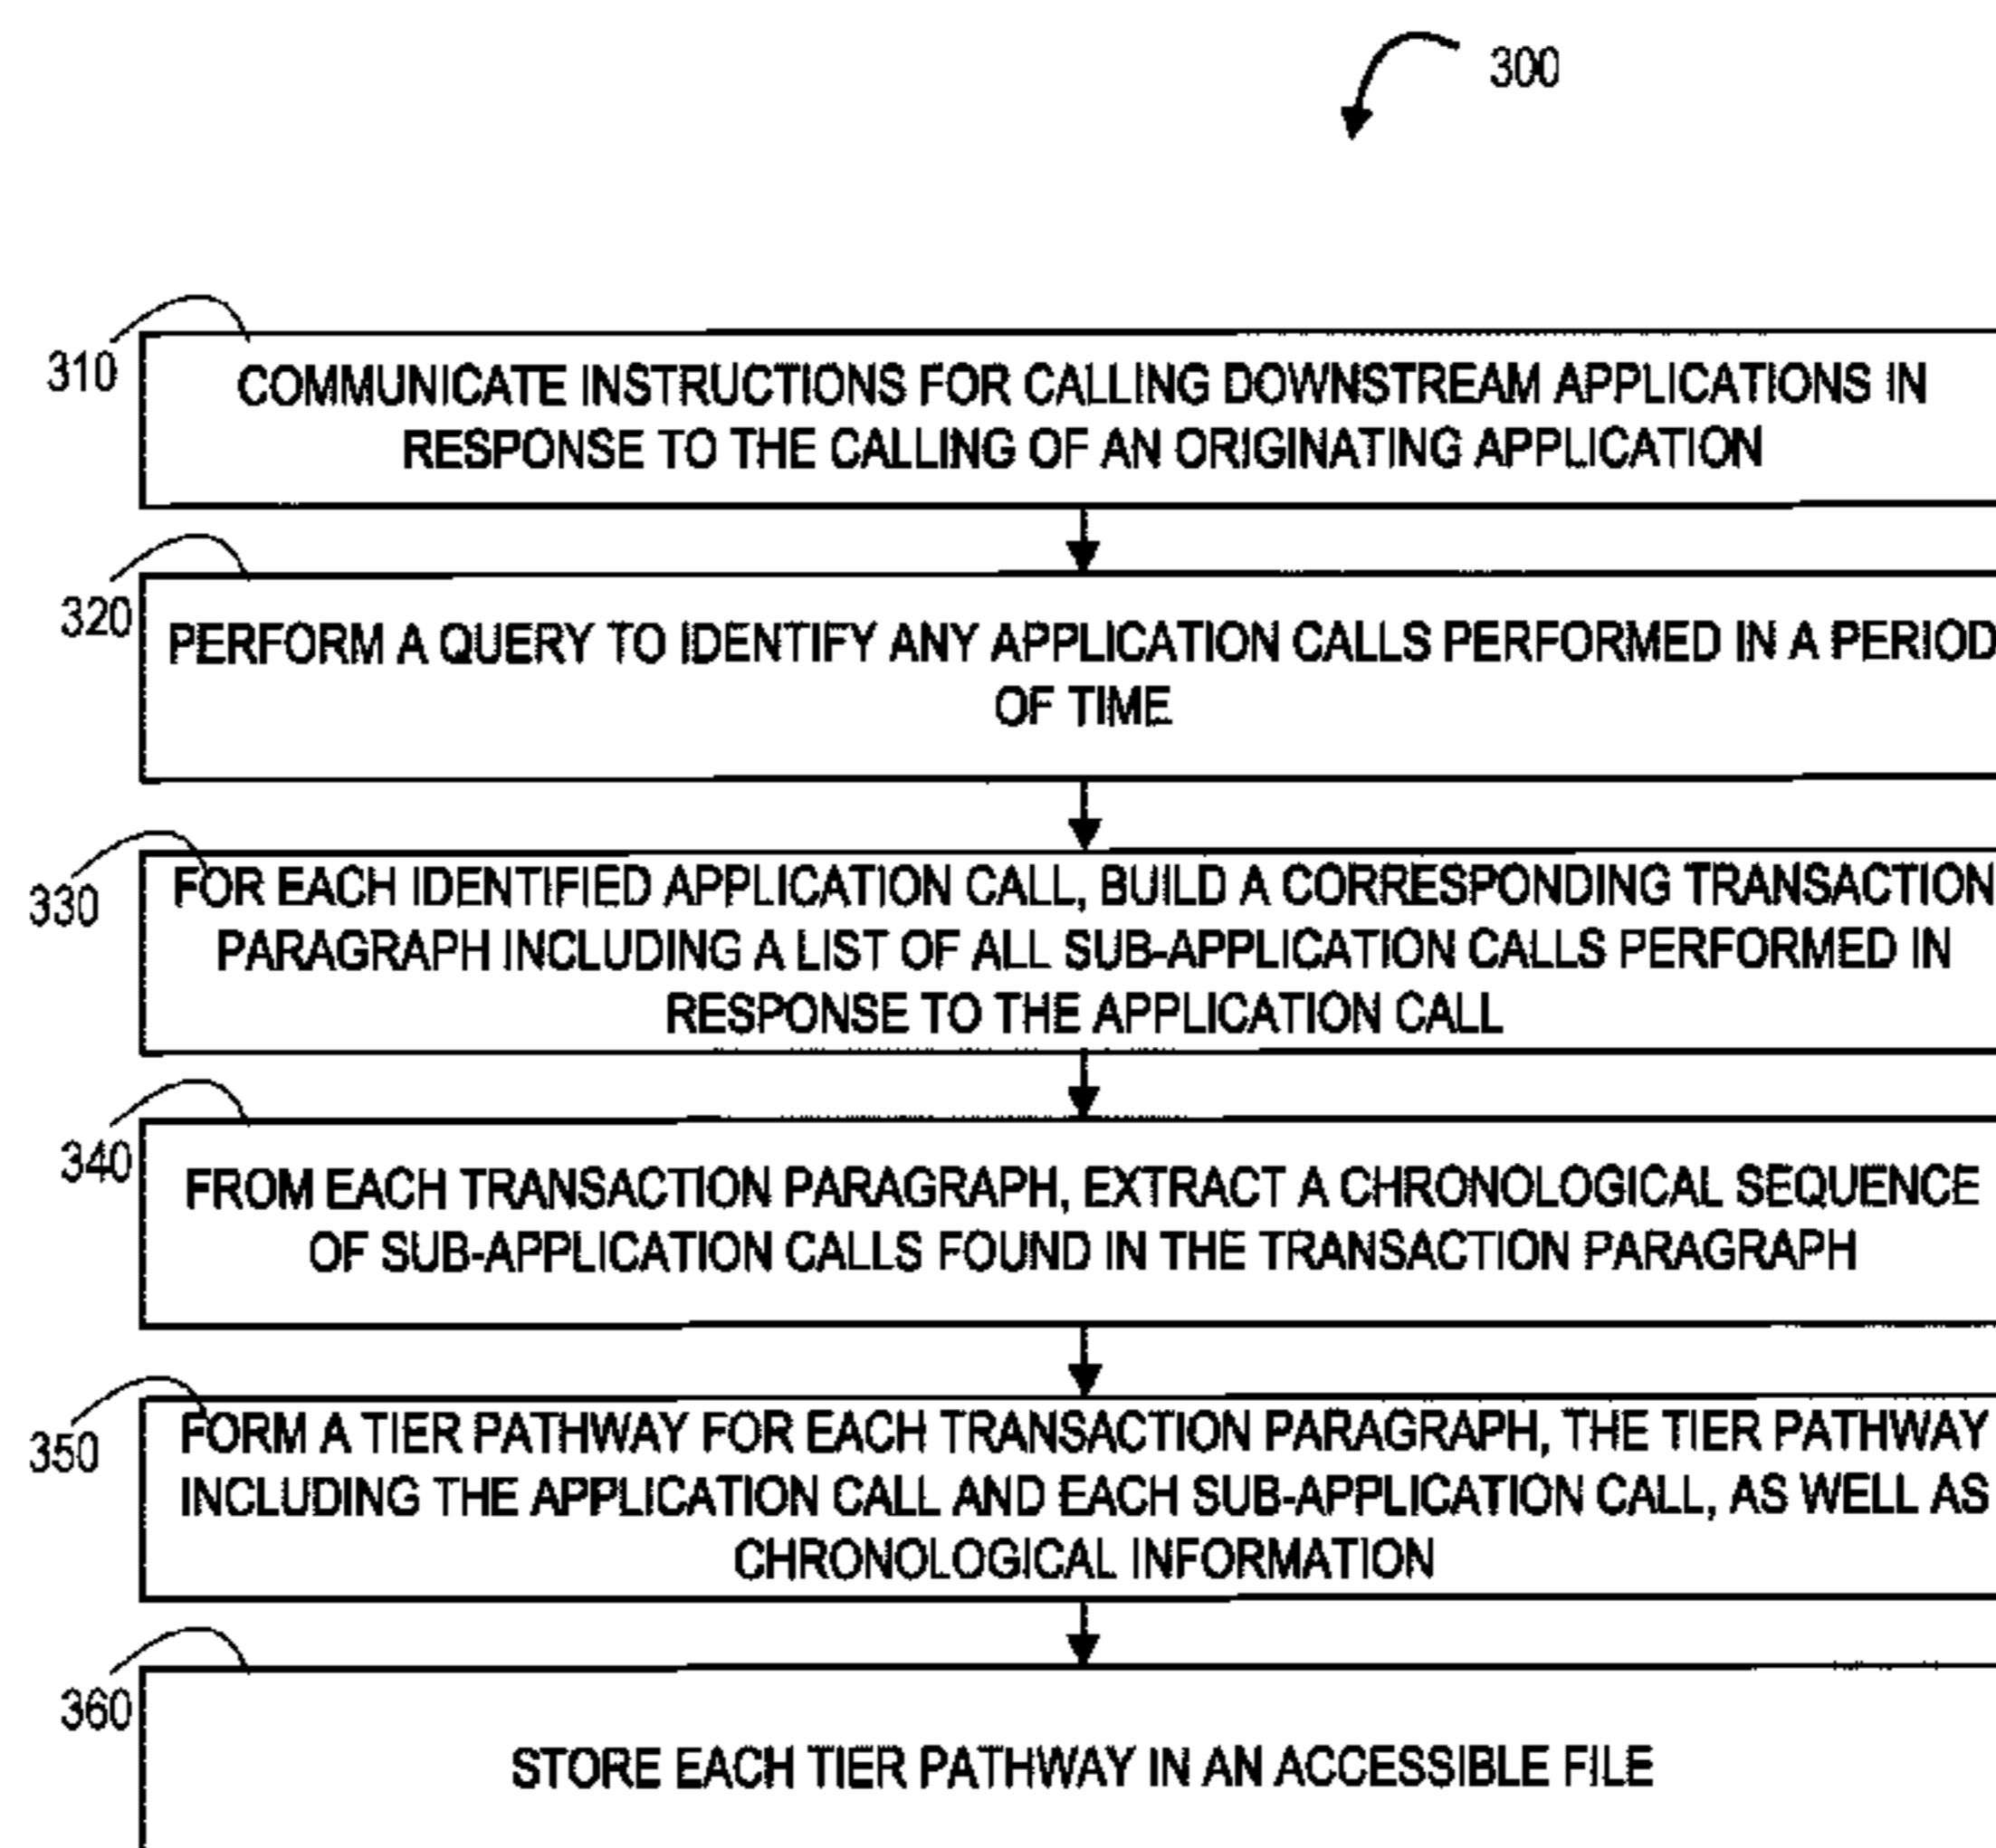 300
310
COMMUNICATE INSTRUCTIONS FOR CALLING DOWNSTREAM APPLICATIONS IN
RESPONSE TO THE CALLING OF AN ORIGINATING APPLICATION
320
PERFORM A QUERY TO IDENTIFY ANY APPLICATION CALLS PERFORMED IN A PERIOD
OF TIME
330
FOR EACH IDENTIFIED APPLICATION CALL, BUILD A CORRESPONDING TRANSACTION
PARAGRAPH INCLUDING A LIST OF ALL SUB-APPLICATION CALLS PERFORMED IN
RESPONSE TO THE APPLICATION CALL
340
FROM EACH TRANSACTION PARAGRAPH, EXTRACT A CHRONOLOGICAL SEQUENCE
OF SUB-APPLICATION CALLS FOUND IN THE TRANSACTION PARAGRAPH
350
FORM A TIER PATHWAY FOR EACH TRANSACTION PARAGRAPH, THE TIER PATHWAY
INCLUDING THE APPLICATION CALL AND EACH SUB-APPLICATION CALL, AS WELL AS
CHRONOLOGICAL INFORMATION
360
STORE EACH TIER PATHWAY IN AN ACCESSIBLE FILE